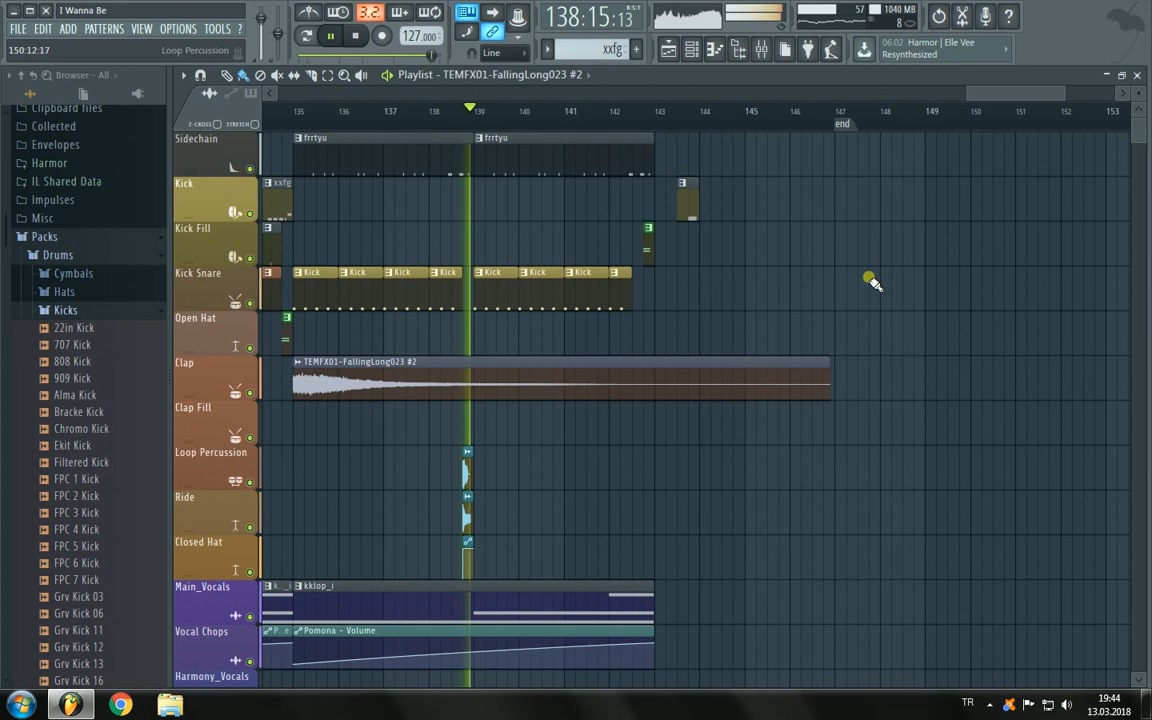 I Wanna Be
FILE EDIT ADD PATTERNS VIEW OPTIONS TOOLS ?
150:12:17 Loop Percussion
3.2
127.000
138:15:13
B:S:T
Line
xxfg
57
1040 MB
8
06:02 Harmor | Elle Vee
Resynthesized
Browser - All
Playlist - TEMFX01-FallingLong023 #2
Z-CROSS STRETCH
135 136 137 138 139 140 141 142 143 144 145 146 147 148 149 150 151 152 153
end
Clipboard files
Collected
Envelopes
Harmor
IL Shared Data
Impulses
Misc
Packs
Drums
Cymbals
Hats
Kicks
22in Kick
707 Kick
808 Kick
909 Kick
Alma Kick
Bracke Kick
Chromo Kick
Ekit Kick
Filtered Kick
FPC 1 Kick
FPC 2 Kick
FPC 3 Kick
FPC 4 Kick
FPC 5 Kick
FPC 6 Kick
FPC 7 Kick
Grv Kick 03
Grv Kick 06
Grv Kick 11
Grv Kick 12
Grv Kick 13
Grv Kick 16
Sidechain
frrtyu frrtyu
Kick
xxfg
Kick Fill
Kick Snare
Kick Kick Kick Kick Kick Kick Kick
Open Hat
Clap
TEMFX01-FallingLong023 #2
Clap Fill
Loop Percussion
Ride
Closed Hat
Main_Vocals
k.._i kklop_i
Vocal Chops
P..e Pomona - Volume
Harmony_Vocals
TR
19:44
13.03.2018